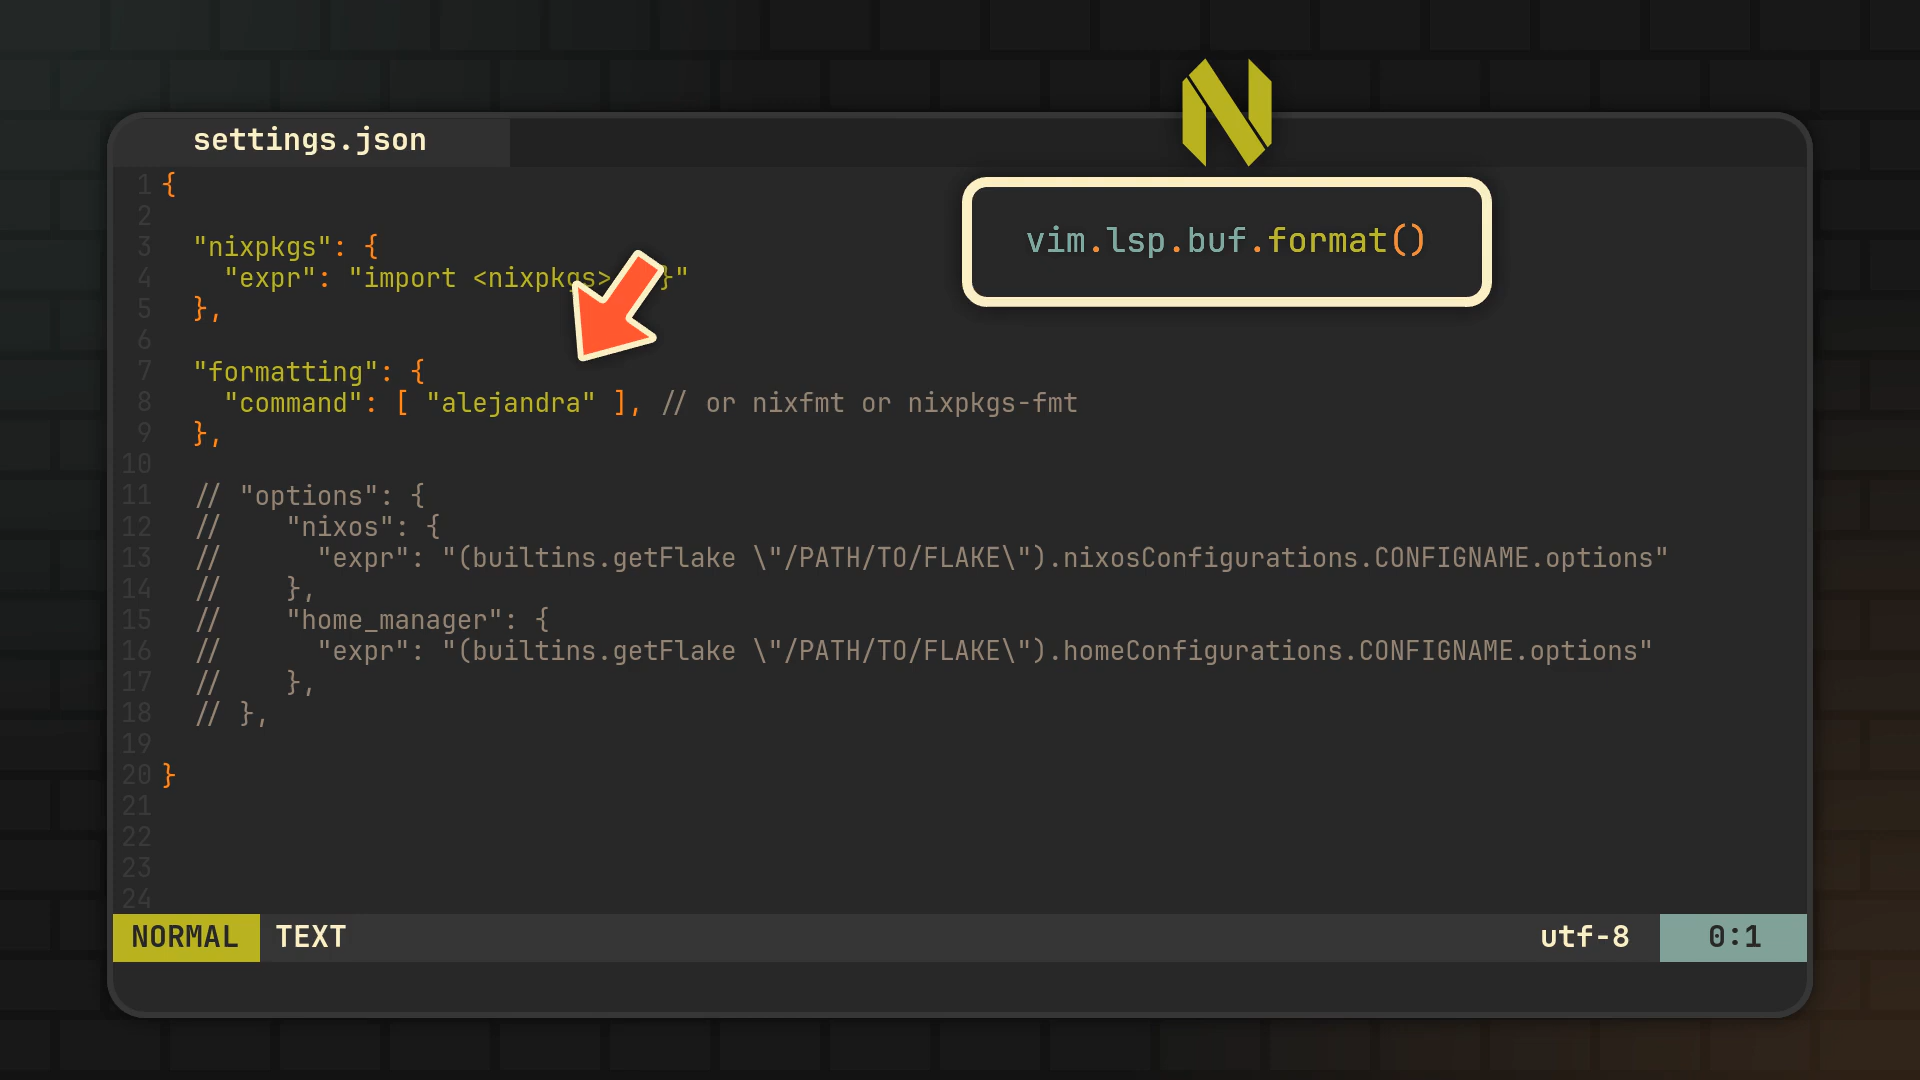 settings.json
vim.lsp.buf.format()
1 {
2
3 "nixpkgs": {
4 "expr": "import <nixpkgs> }"
5 },
6
7 "formatting": {
8 "command": [ "alejandra" ], // or nixfmt or nixpkgs-fmt
9 },
10
11 // "options": {
12 // "nixos": {
13 // "expr": "(builtins.getFlake \"/PATH/TO/FLAKE\").nixosConfigurations.CONFIGNAME.options"
14 // },
15 // "home_manager": {
16 // "expr": "(builtins.getFlake \"/PATH/TO/FLAKE\").homeConfigurations.CONFIGNAME.options"
17 // },
18 // },
19
20 }
21
22
23
24
NORMAL TEXT utf-8 0:1